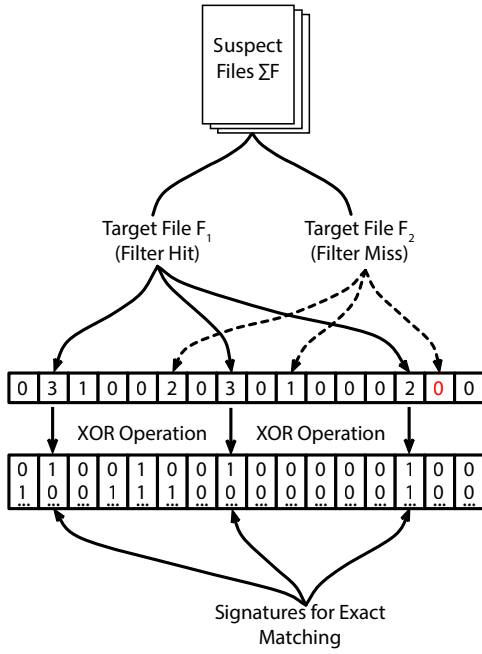 Suspect
Files ∑F
Target File F₁
(Filter Hit)
Target File F₂
(Filter Miss)
0 3 1 0 0 2 0 3 0 1 0 0 0 2 0 0
XOR Operation XOR Operation
0 1 0 0 1 0 0 1 0 0 0 0 0 1 0 0
1 0 0 1 1 1 0 0 0 0 0 0 0 1 0 0
... ... ... ... ... ... ... ... ... ... ... ... ... ... ... ...
Signatures for Exact
Matching